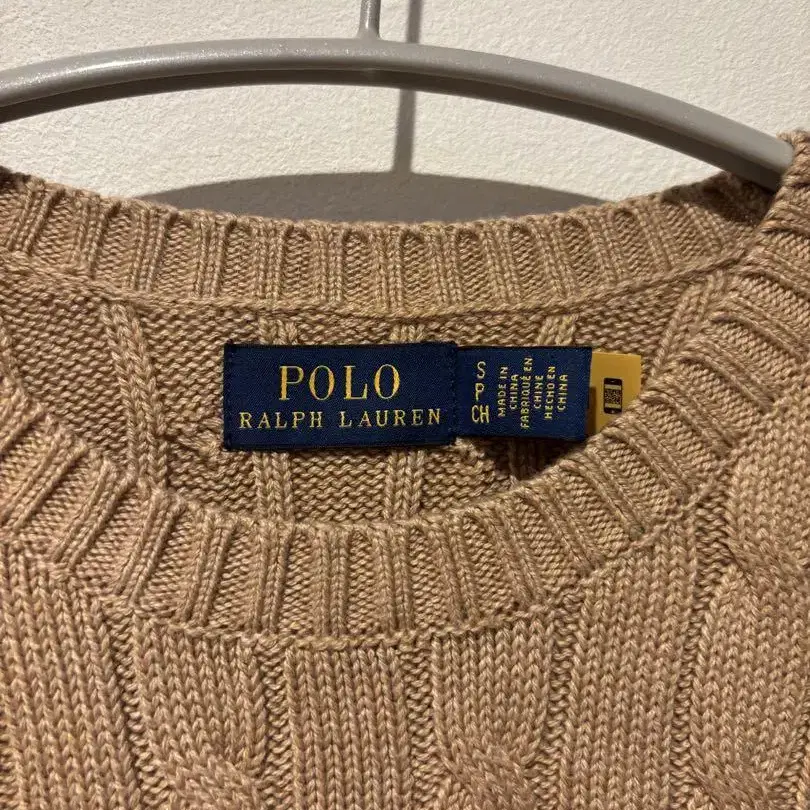 POLO
RALPH LAUREN
S
P
CH
MADE IN
CHINA
FABRIQUÉ EN
CHINE
HECHO EN
CHINA